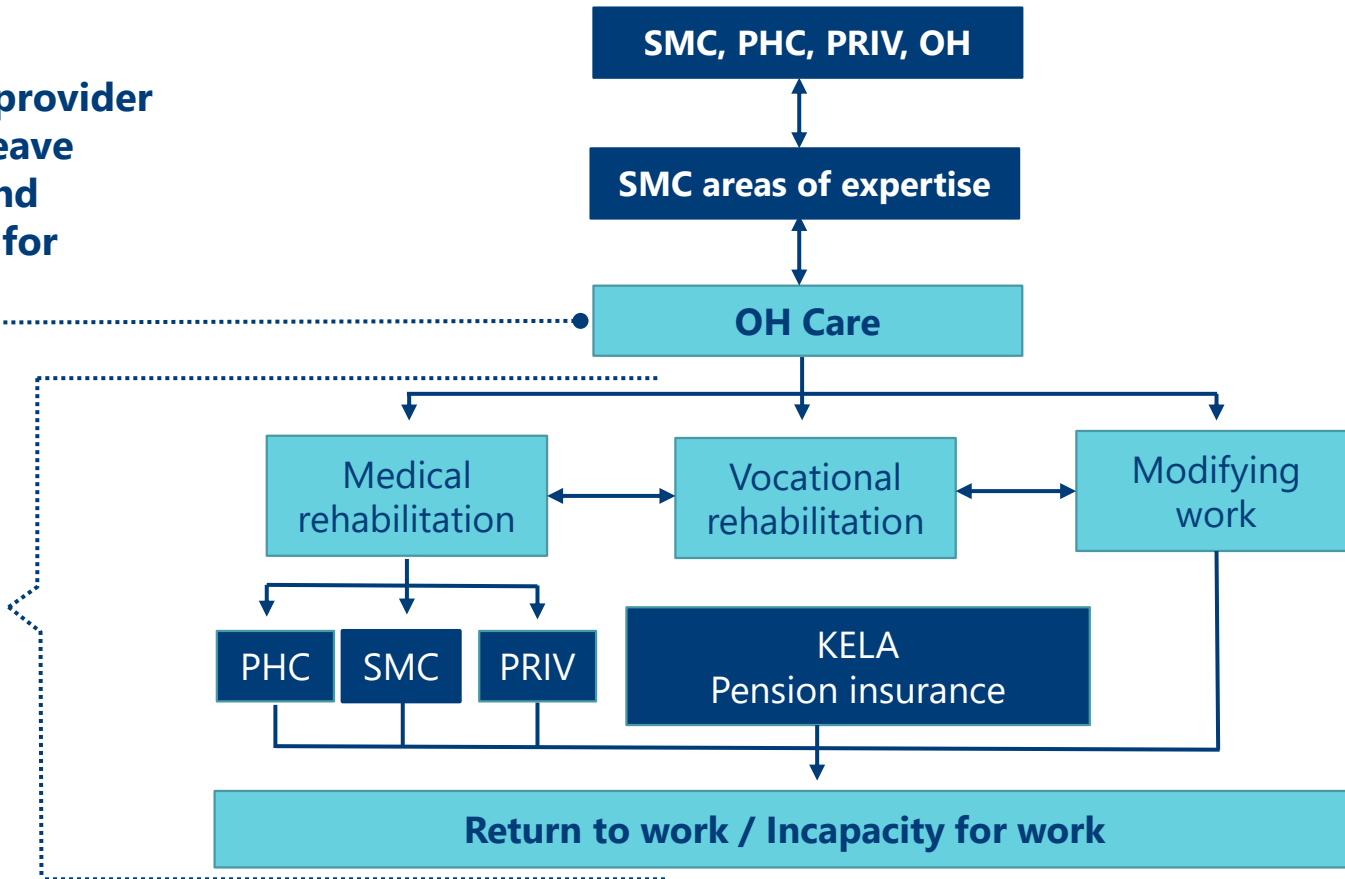 SMC, PHC, PRIV, OH
provider
eave
nd
for
SMC areas of expertise
OH Care
Medical
rehabilitation
Vocational
rehabilitation
Modifying
work
PHC
SMC
PRIV
KELA
Pension insurance
Return to work / Incapacity for work